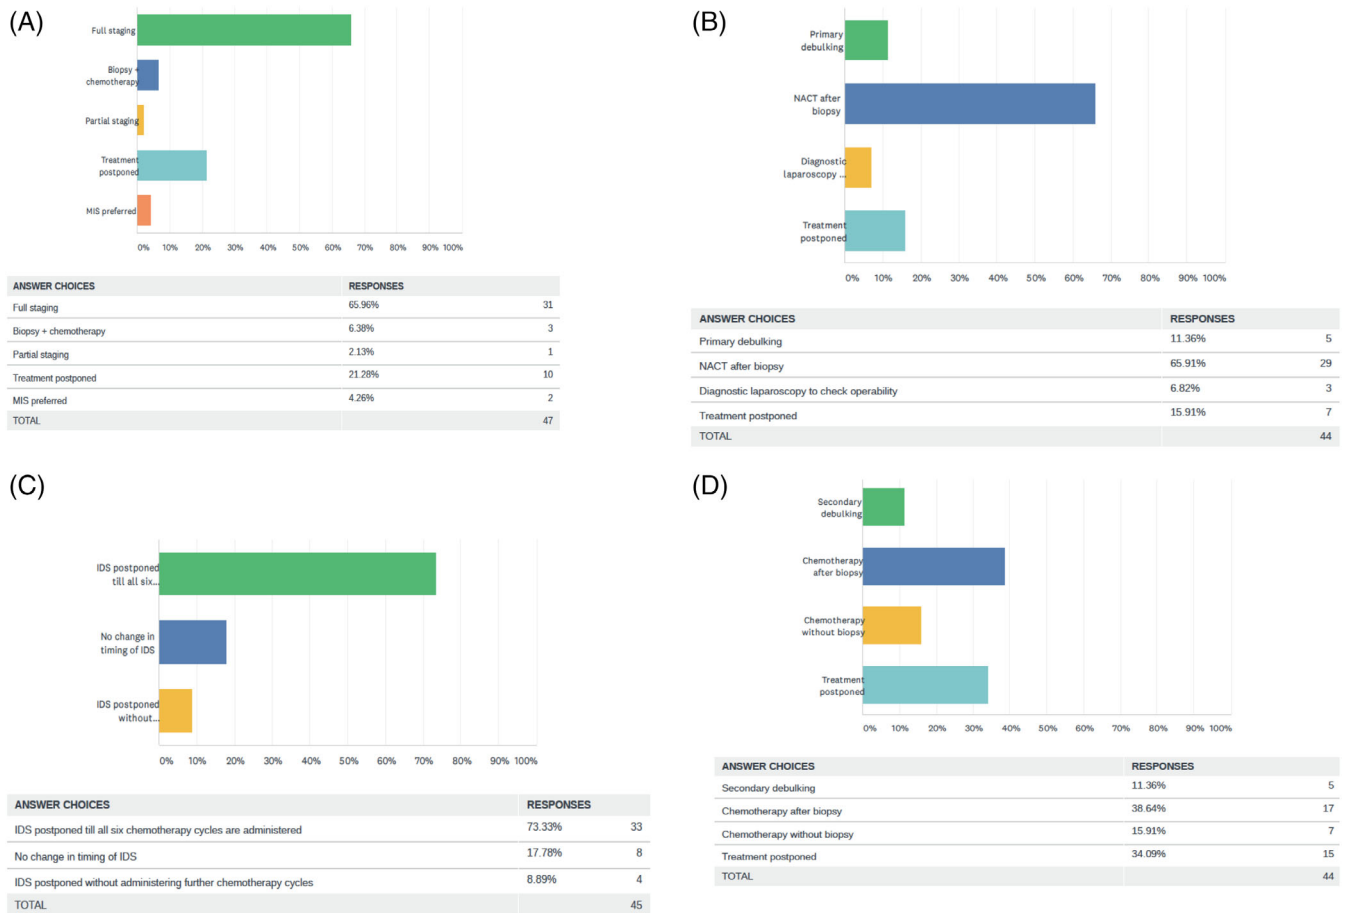 (A)
Full staging
Biopsy +
chemotherapy
Partial staging
Treatment
postponed
MIS preferred
0% 10% 20% 30% 40% 50% 60% 70% 80% 90% 100%
ANSWER CHOICES RESPONSES
Full staging 65.96% 31
Biopsy + chemotherapy 6.38% 3
Partial staging 2.13% 1
Treatment postponed 21.28% 10
MIS preferred 4.26% 2
TOTAL 47
(B)
Primary
debulking
NACT after
biopsy
Diagnostic
laparoscopy ...
Treatment
postponed
0% 10% 20% 30% 40% 50% 60% 70% 80% 90% 100%
ANSWER CHOICES RESPONSES
Primary debulking 11.36% 5
NACT after biopsy 65.91% 29
Diagnostic laparoscopy to check operability 6.82% 3
Treatment postponed 15.91% 7
TOTAL 44
(C)
IDS postponed
till all six...
No change in
timing of IDS
IDS postponed
without...
0% 10% 20% 30% 40% 50% 60% 70% 80% 90% 100%
ANSWER CHOICES RESPONSES
IDS postponed till all six chemotherapy cycles are administered 73.33% 33
No change in timing of IDS 17.78% 8
IDS postponed without administering further chemotherapy cycles 8.89% 4
TOTAL 45
(D)
Secondary
debulking
Chemotherapy
after biopsy
Chemotherapy
without biopsy
Treatment
postponed
0% 10% 20% 30% 40% 50% 60% 70% 80% 90% 100%
ANSWER CHOICES RESPONSES
Secondary debulking 11.36% 5
Chemotherapy after biopsy 38.64% 17
Chemotherapy without biopsy 15.91% 7
Treatment postponed 34.09% 15
TOTAL 44